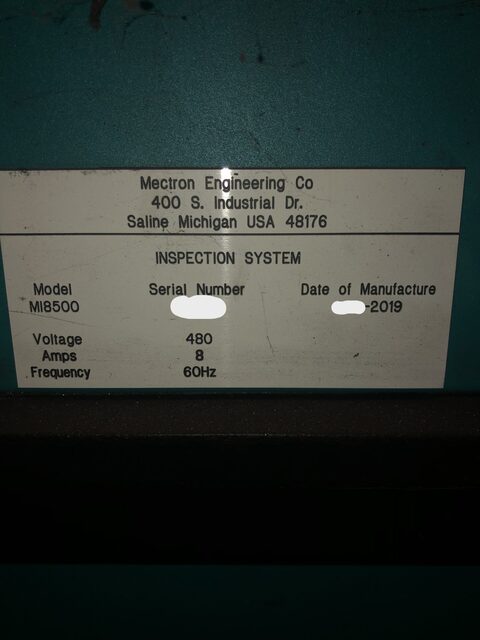 Mectron Engineering Co
400 S. Industrial Dr.
Saline Michigan USA 48176
INSPECTION SYSTEM
Model Serial Number Date of Manufacture
MI8500 -2019
Voltage 480
Amps 8
Frequency 60Hz